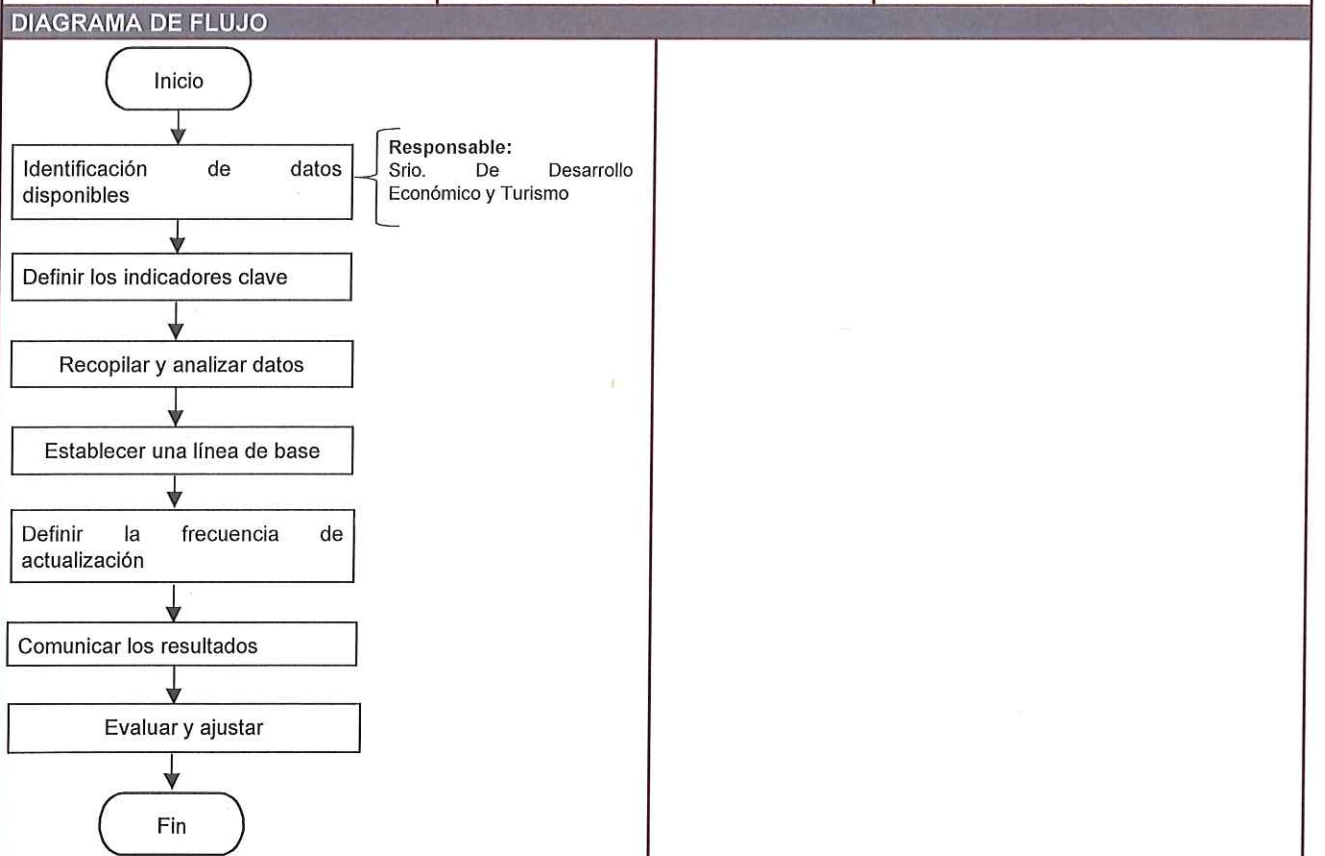 DIAGRAMA DE FLUJO
Inicio
Identificación de datos
disponibles
Responsable:
Srio. De Desarrollo
Económico y Turismo
Definir los indicadores clave
Recopilar y analizar datos
Establecer una línea de base
Definir la frecuencia de
actualización
Comunicar los resultados
Evaluar y ajustar
Fin